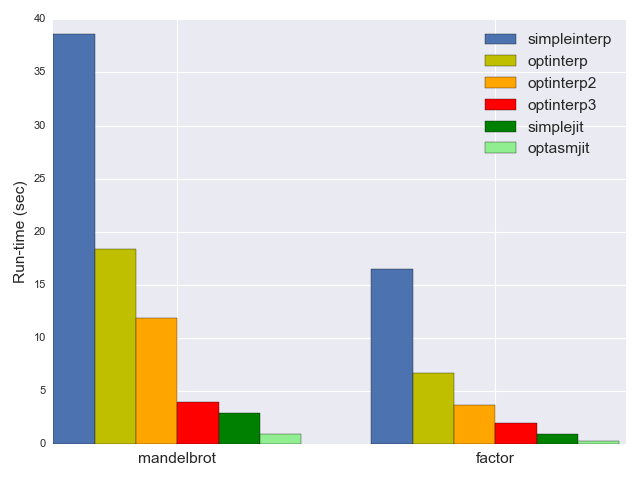 40
35
30
25
20
15
10
5
0
Run-time (sec)
simpleinterp
optinterp
optinterp2
optinterp3
simplejit
optasmjit
mandelbrot
factor